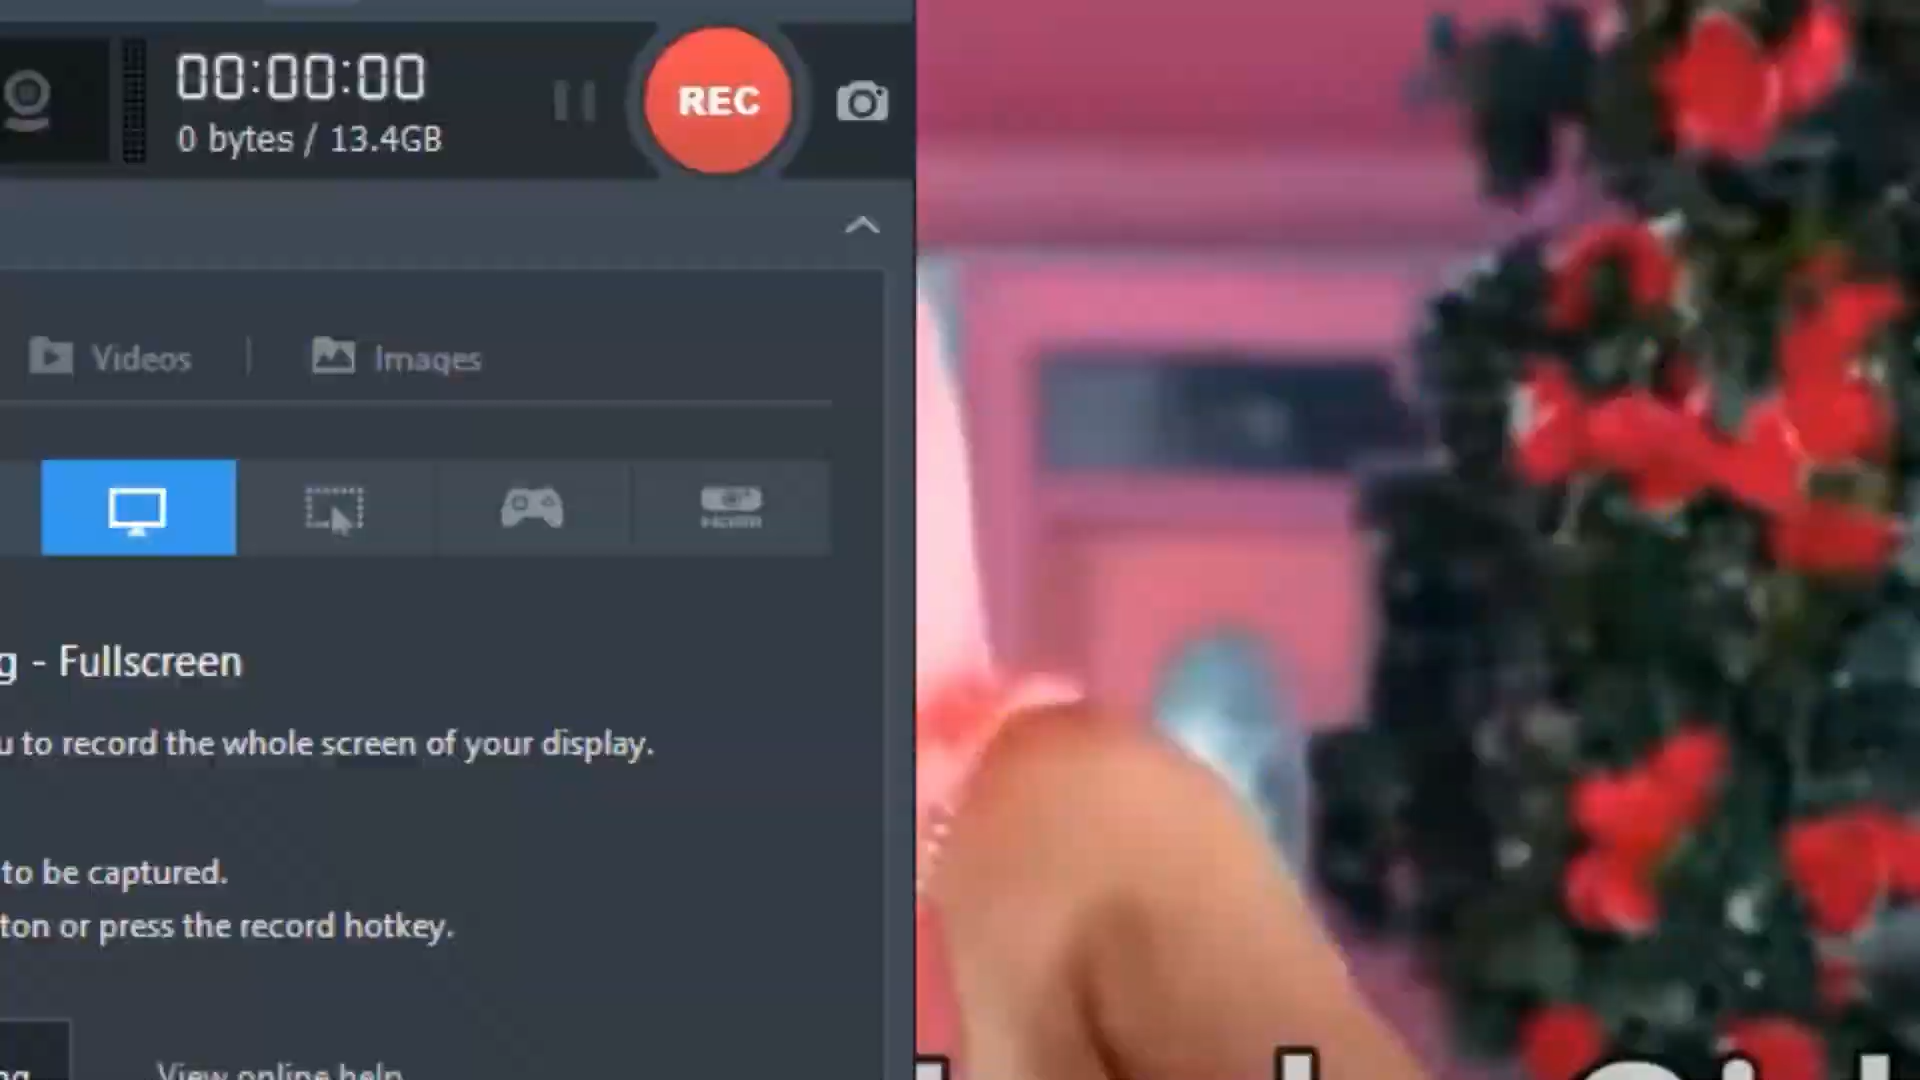 00:00:00
0 bytes / 13.4GB
REC
Videos
Images
HDMI
g - Fullscreen
u to record the whole screen of your display.
to be captured.
ton or press the record hotkey.
View online help